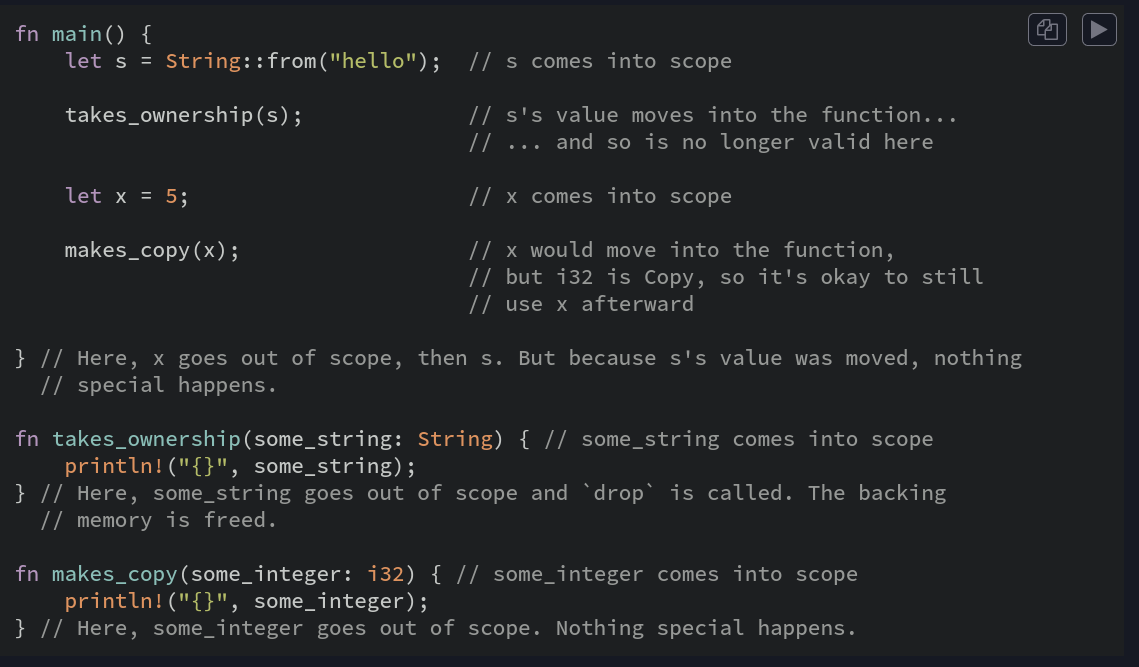 fn main() {
    let s = String::from("hello");  // s comes into scope
    takes_ownership(s);             // s's value moves into the function...
                                    // ... and so is no longer valid here
    let x = 5;                      // x comes into scope
    makes_copy(x);                  // x would move into the function,
                                    // but i32 is Copy, so it's okay to still
                                    // use x afterward
} // Here, x goes out of scope, then s. But because s's value was moved, nothing
  // special happens.
fn takes_ownership(some_string: String) { // some_string comes into scope
    println!("{}", some_string);
} // Here, some_string goes out of scope and `drop` is called. The backing
  // memory is freed.
fn makes_copy(some_integer: i32) { // some_integer comes into scope
    println!("{}", some_integer);
} // Here, some_integer goes out of scope. Nothing special happens.